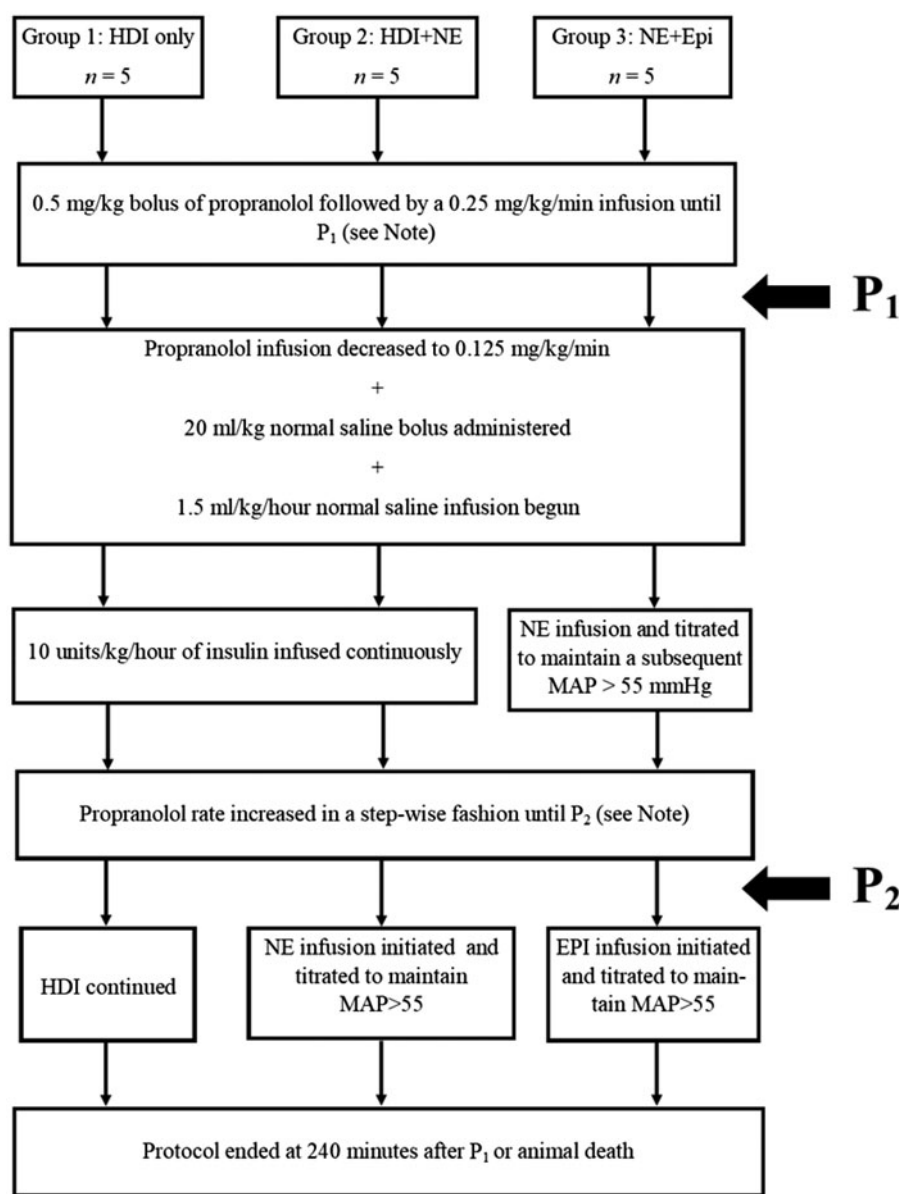 Group 1: HDI only
n = 5
Group 2: HDI+NE
n = 5
Group 3: NE+Epi
n = 5
0.5 mg/kg bolus of propranolol followed by a 0.25 mg/kg/min infusion until
P₁ (see Note)
P₁
Propranolol infusion decreased to 0.125 mg/kg/min
+
20 ml/kg normal saline bolus administered
+
1.5 ml/kg/hour normal saline infusion begun
10 units/kg/hour of insulin infused continuously
NE infusion and titrated
to maintain a subsequent
MAP > 55 mmHg
Propranolol rate increased in a step-wise fashion until P₂ (see Note)
P₂
HDI continued
NE infusion initiated and
titrated to maintain
MAP>55
EPI infusion initiated
and titrated to main-
tain MAP>55
Protocol ended at 240 minutes after P₁ or animal death